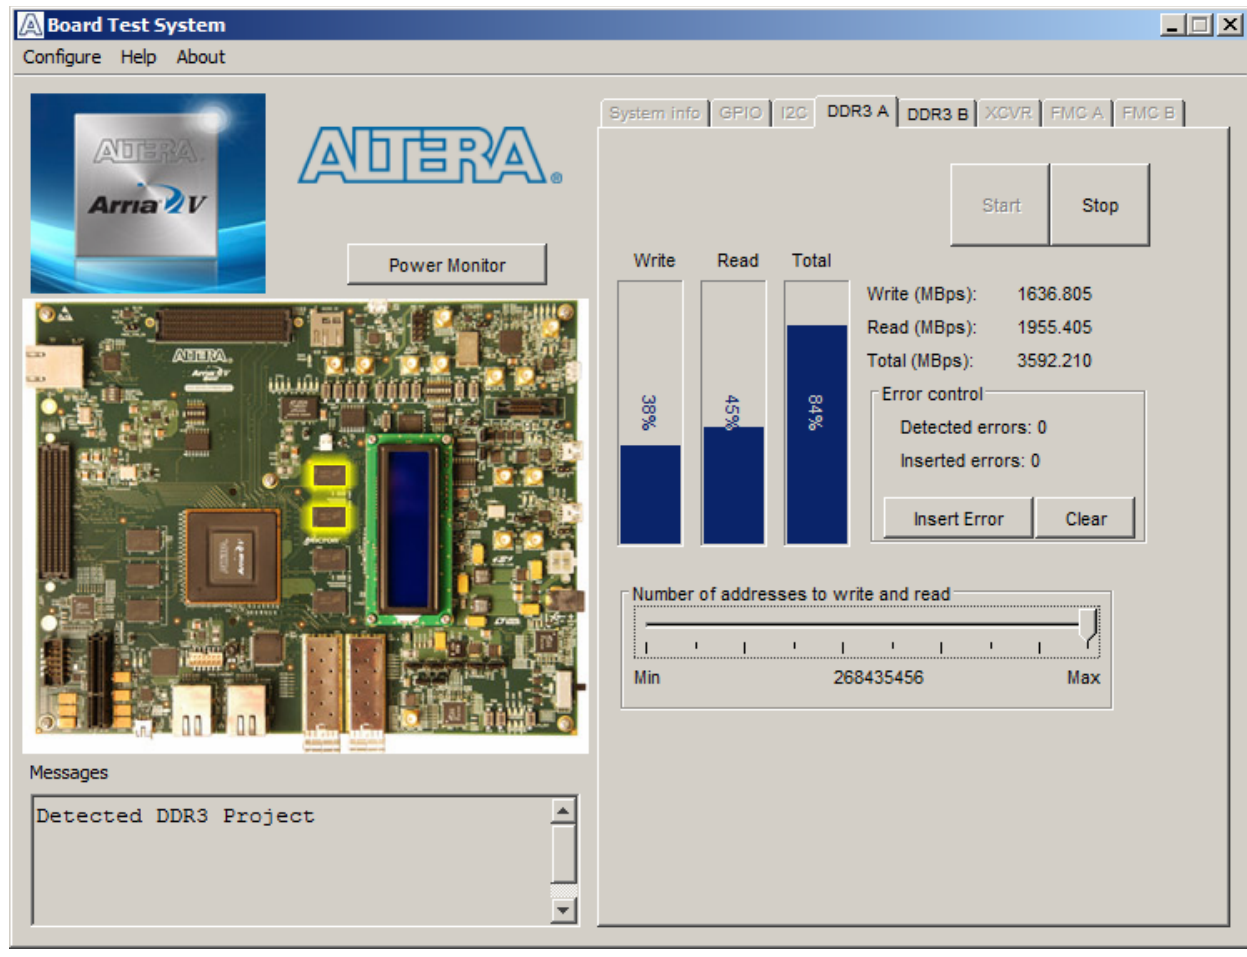 Board Test System
Configure Help About
ALTERA.
Arria V
ALTERA®
Power Monitor
System info GPIO I2C DDR3 A DDR3 B XCVR FMC A FMC B
Start Stop
Write Read Total
38% 45% 84%
Write (MBps): 1636.805
Read (MBps): 1955.405
Total (MBps): 3592.210
Error control
Detected errors: 0
Inserted errors: 0
Insert Error Clear
Number of addresses to write and read
Min 268435456 Max
ALTERA.
Messages
Detected DDR3 Project